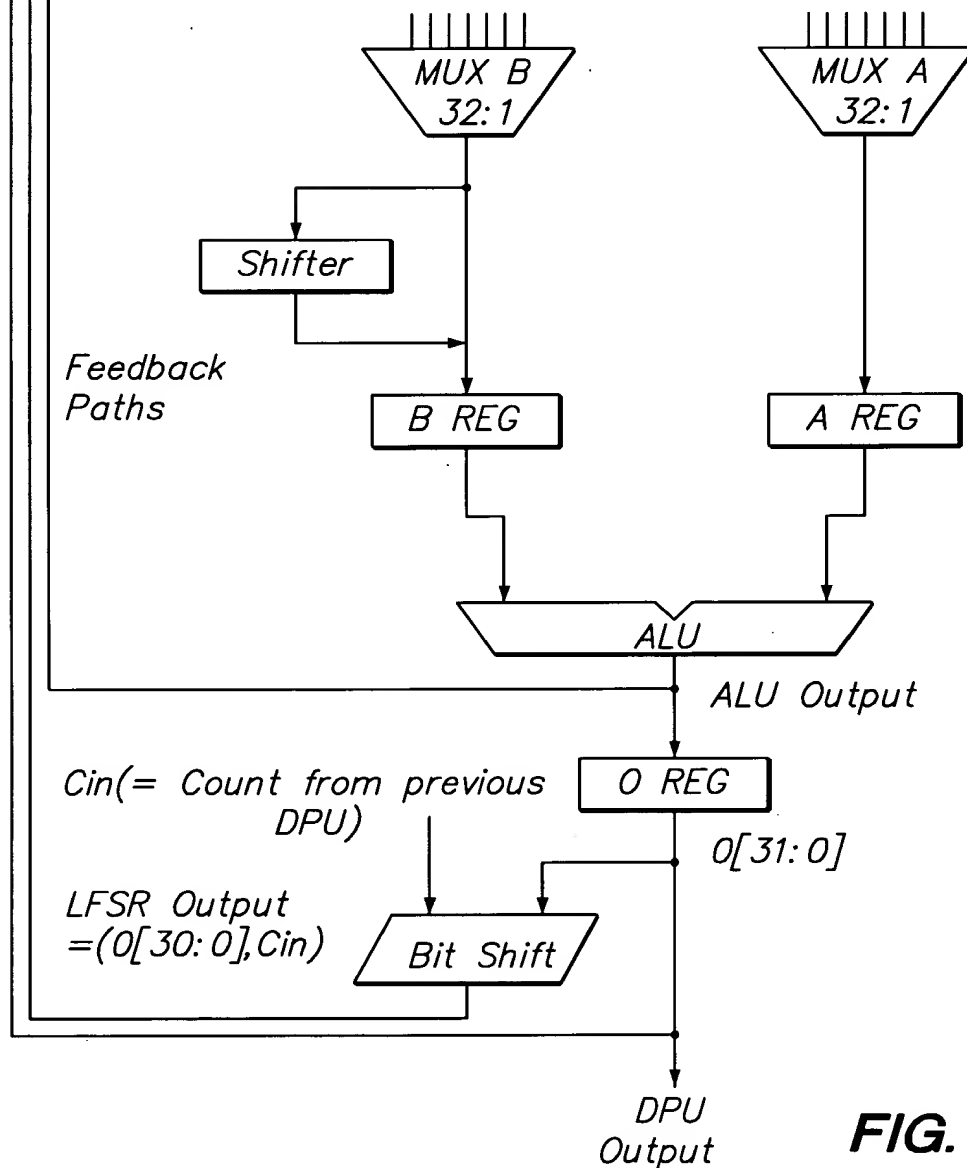 MUX B
32:1
MUX A
32:1
Shifter
Feedback
Paths
B REG
A REG
ALU
ALU Output
Cin(= Count from previous
DPU)
O REG
O[31:0]
LFSR Output
=(O[30:0],Cin)
Bit Shift
DPU
Output
FIG.